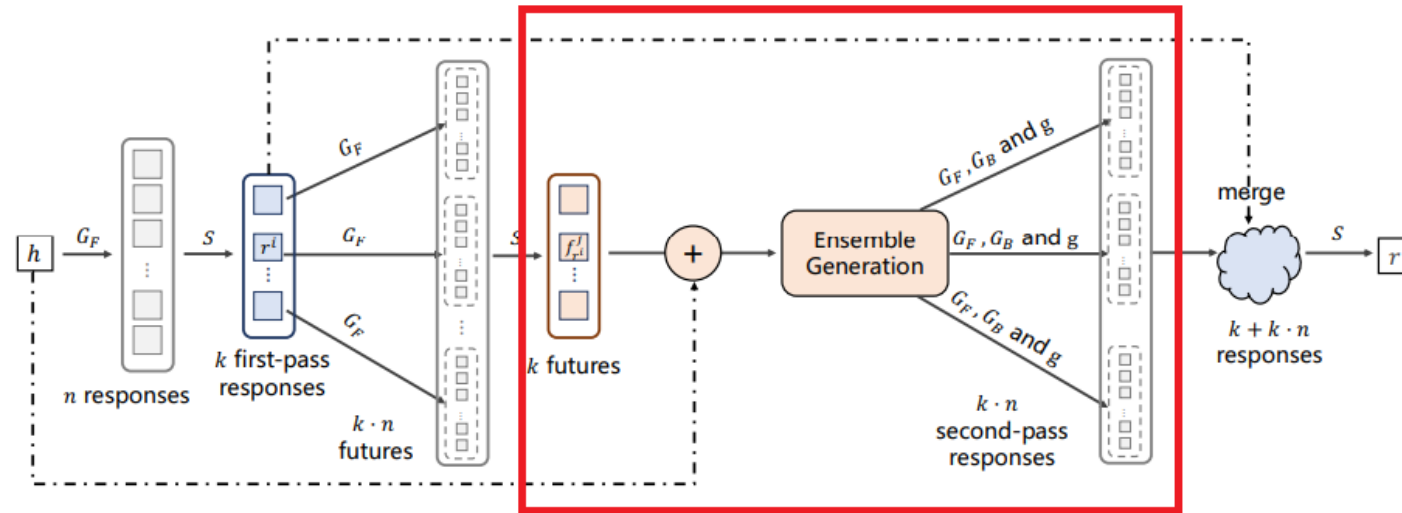 h
G_F
n responses
S
r^i
⋮
k first-pass
responses
G_F
G_F
G_F
k · n
futures
S
f_{r^i}^j
⋮
k futures
+
Ensemble
Generation
G_F, G_B and g
G_F, G_B and g
G_F, G_B and g
k · n
second-pass
responses
merge
k + k · n
responses
S
r